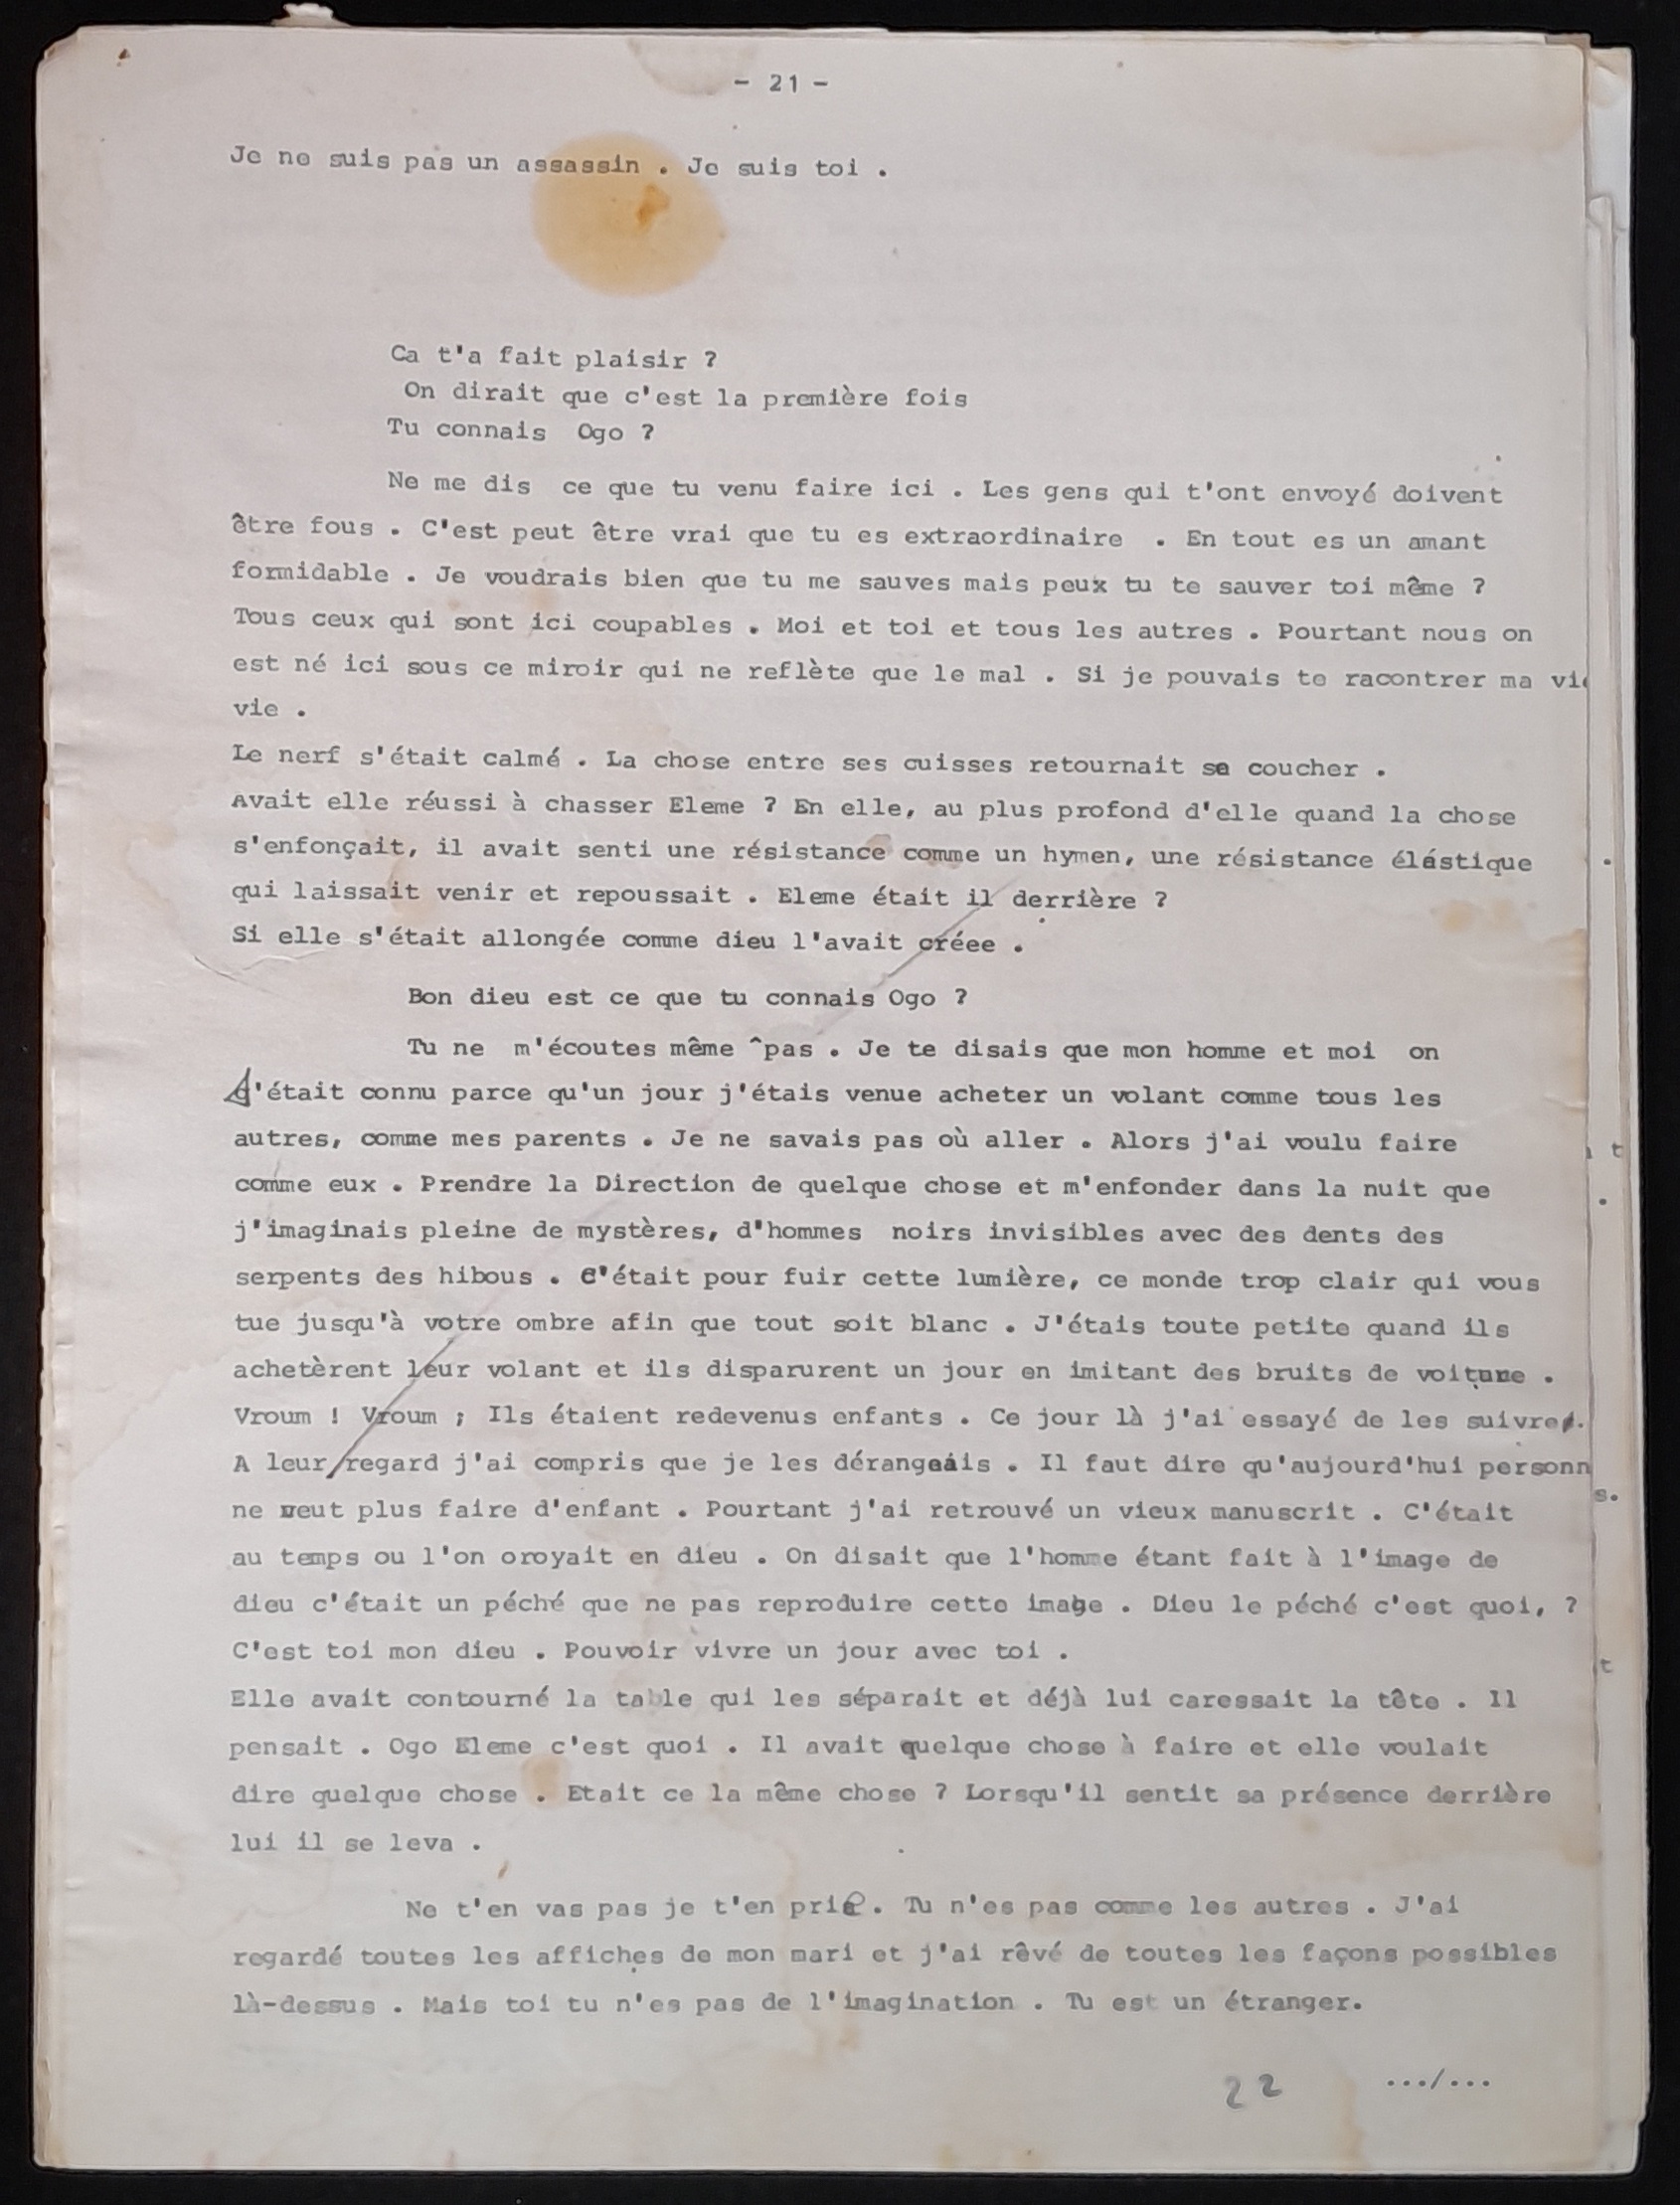 - 21 -
Je ne suis pas un assassin . Je suis toi .
Ca t'a fait plaisir ?
On dirait que c'est la première fois
Tu connais Ogo ?
Ne me dis ce que tu venu faire ici . Les gens qui t'ont envoyé doivent
être fous . C'est peut être vrai que tu es extraordinaire . En tout es un amant
formidable . Je voudrais bien que tu me sauves mais peux tu te sauver toi même ?
Tous ceux qui sont ici coupables . Moi et toi et tous les autres . Pourtant nous on
est né ici sous ce miroir qui ne reflète que le mal . Si je pouvais te racontrer ma vie
vie .
Le nerf s'était calmé . La chose entre ses cuisses retournait se coucher .
Avait elle réussi à chasser Eleme ? En elle, au plus profond d'elle quand la chose
s'enfonçait, il avait senti une résistance comme un hymen, une résistance élástique
qui laissait venir et repoussait . Eleme était il derrière ?
Si elle s'était allongée comme dieu l'avait créee .
Bon dieu est ce que tu connais Ogo ?
Tu ne m'écoutes même ^pas . Je te disais que mon homme et moi on
s'était connu parce qu'un jour j'étais venue acheter un volant comme tous les
autres, comme mes parents . Je ne savais pas où aller . Alors j'ai voulu faire
comme eux . Prendre la Direction de quelque chose et m'enfonder dans la nuit que
j'imaginais pleine de mystères, d'hommes noirs invisibles avec des dents des
serpents des hibous . C'était pour fuir cette lumière, ce monde trop clair qui vous
tue jusqu'à votre ombre afin que tout soit blanc . J'étais toute petite quand ils
achetèrent leur volant et ils disparurent un jour en imitant des bruits de voiture .
Vroum ! Vroum ; Ils étaient redevenus enfants . Ce jour là j'ai essayé de les suivre.
A leur regard j'ai compris que je les dérangeais . Il faut dire qu'aujourd'hui personn
ne veut plus faire d'enfant . Pourtant j'ai retrouvé un vieux manuscrit . C'était
au temps ou l'on oroyait en dieu . On disait que l'homme étant fait à l'image de
dieu c'était un péché que ne pas reproduire cette image . Dieu le péché c'est quoi, ?
C'est toi mon dieu . Pouvoir vivre un jour avec toi .
Elle avait contourné la table qui les séparait et déjà lui caressait la tête . Il
pensait . Ogo Eleme c'est quoi . Il avait quelque chose à faire et elle voulait
dire quelque chose . Etait ce la même chose ? Lorsqu'il sentit sa présence derrière
lui il se leva .
Ne t'en vas pas je t'en prie . Tu n'es pas comme les autres . J'ai
regardé toutes les affiches de mon mari et j'ai rêvé de toutes les façons possibles
là-dessus . Mais toi tu n'es pas de l'imagination . Tu est un étranger.
22 .../...